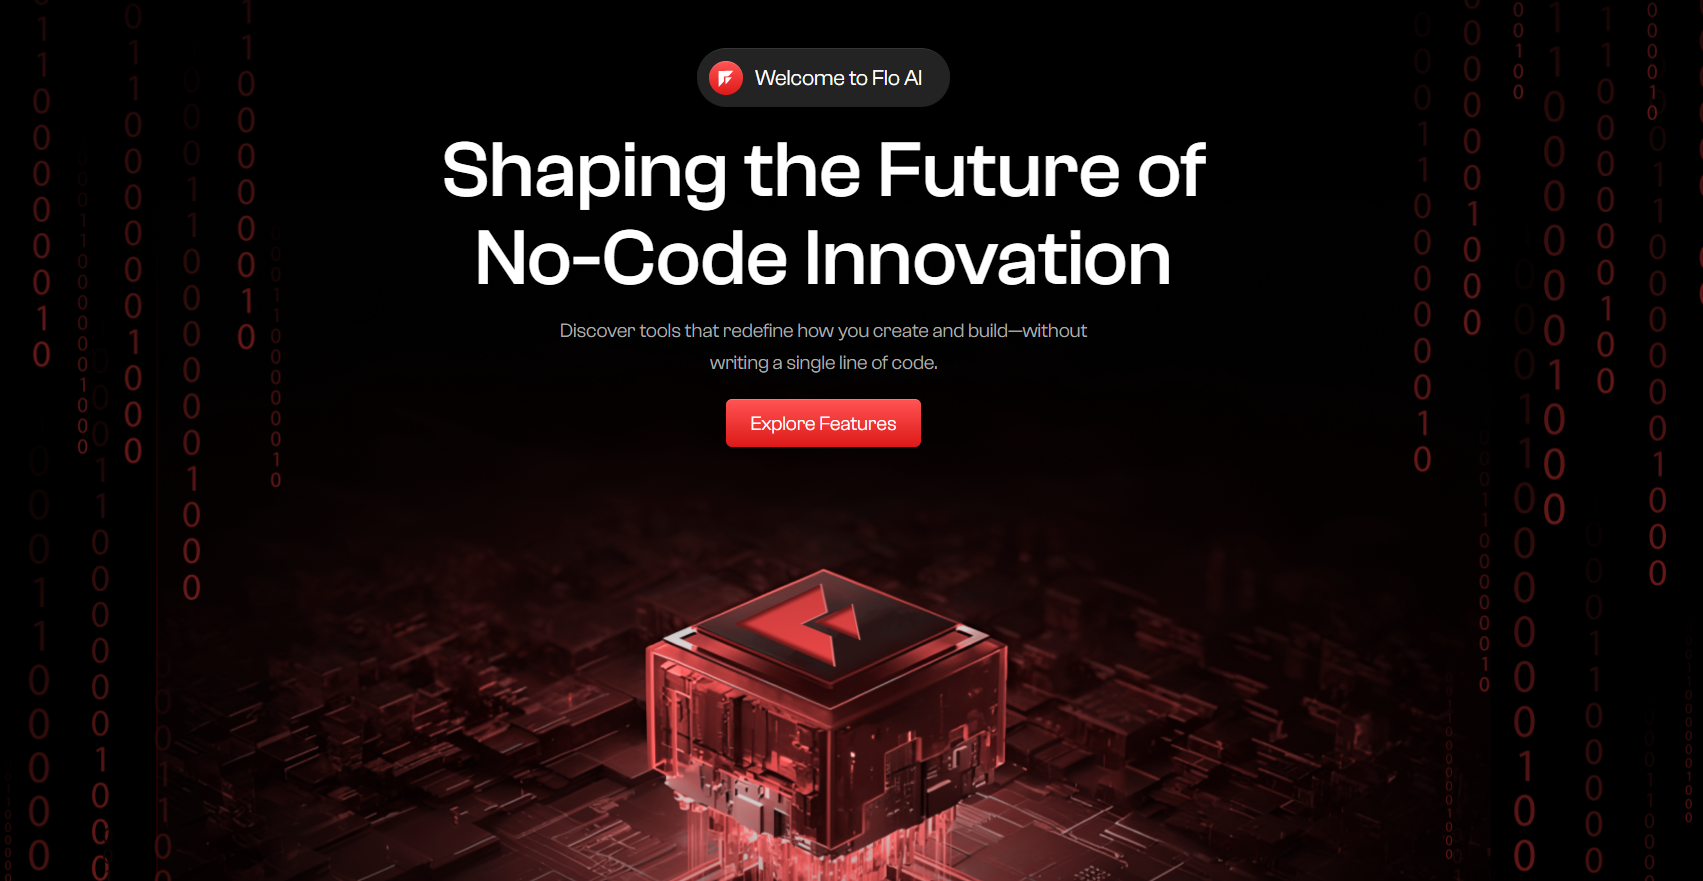 Welcome to Flo AI
Shaping the Future of
No-Code Innovation
Discover tools that redefine how you create and build—without
writing a single line of code.
Explore Features